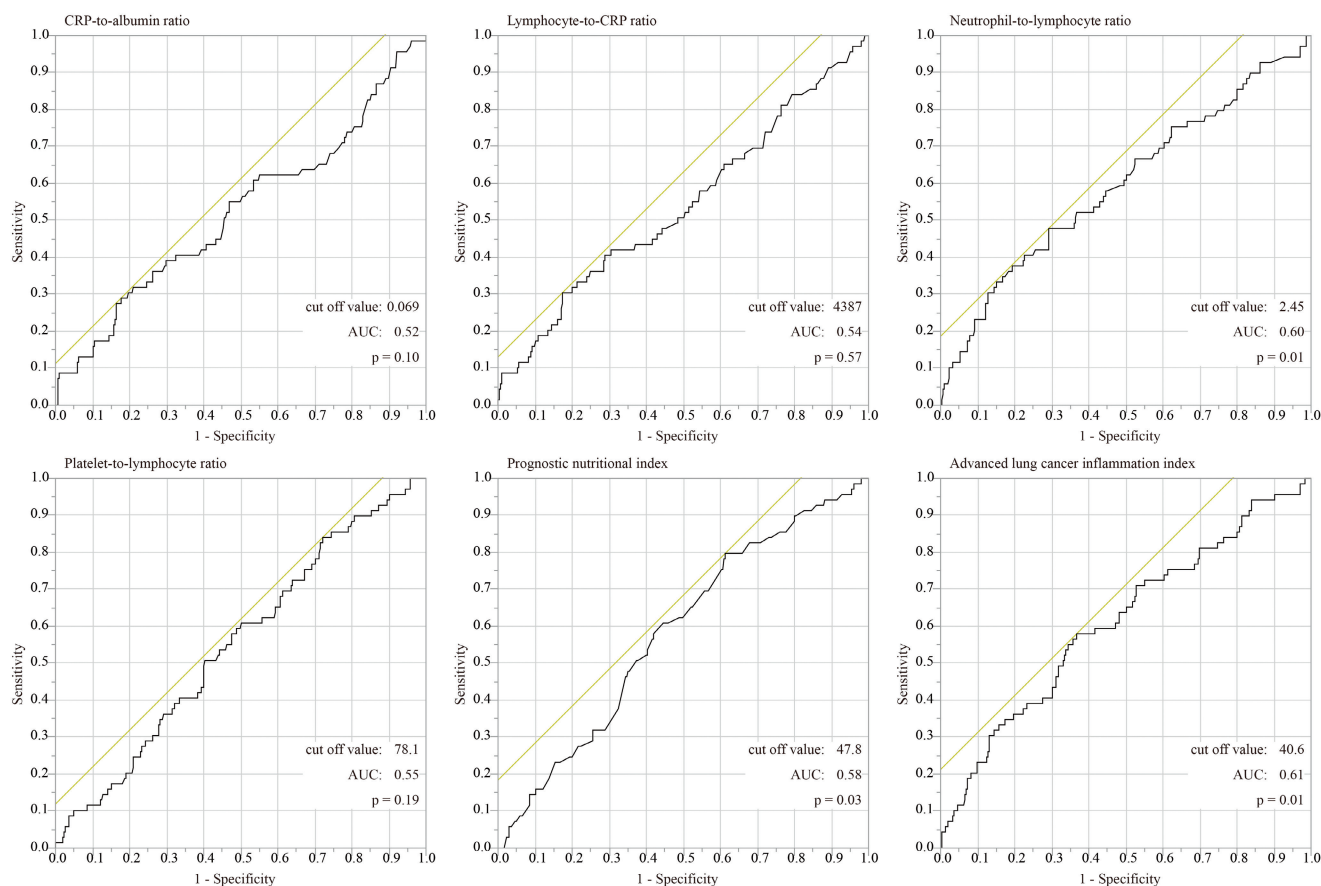 CRP-to-albumin ratio
1.0
0.9
0.8
0.7
0.6
0.5
0.4
0.3
0.2
0.1
0.0
Sensitivity
cut off value: 0.069
AUC: 0.52
p = 0.10
0.0 0.1 0.2 0.3 0.4 0.5 0.6 0.7 0.8 0.9 1.0
1 - Specificity
Lymphocyte-to-CRP ratio
1.0
0.9
0.8
0.7
0.6
0.5
0.4
0.3
0.2
0.1
0.0
Sensitivity
cut off value: 4387
AUC: 0.54
p = 0.57
0.0 0.1 0.2 0.3 0.4 0.5 0.6 0.7 0.8 0.9 1.0
1 - Specificity
Neutrophil-to-lymphocyte ratio
1.0
0.9
0.8
0.7
0.6
0.5
0.4
0.3
0.2
0.1
0.0
Sensitivity
cut off value: 2.45
AUC: 0.60
p = 0.01
0.0 0.1 0.2 0.3 0.4 0.5 0.6 0.7 0.8 0.9 1.0
1 - Specificity
Platelet-to-lymphocyte ratio
1.0
0.9
0.8
0.7
0.6
0.5
0.4
0.3
0.2
0.1
0.0
Sensitivity
cut off value: 78.1
AUC: 0.55
p = 0.19
0.0 0.1 0.2 0.3 0.4 0.5 0.6 0.7 0.8 0.9 1.0
1 - Specificity
Prognostic nutritional index
1.0
0.9
0.8
0.7
0.6
0.5
0.4
0.3
0.2
0.1
0.0
Sensitivity
cut off value: 47.8
AUC: 0.58
p = 0.03
0.0 0.1 0.2 0.3 0.4 0.5 0.6 0.7 0.8 0.9 1.0
1 - Specificity
Advanced lung cancer inflammation index
1.0
0.9
0.8
0.7
0.6
0.5
0.4
0.3
0.2
0.1
0.0
Sensitivity
cut off value: 40.6
AUC: 0.61
p = 0.01
0.0 0.1 0.2 0.3 0.4 0.5 0.6 0.7 0.8 0.9 1.0
1 - Specificity